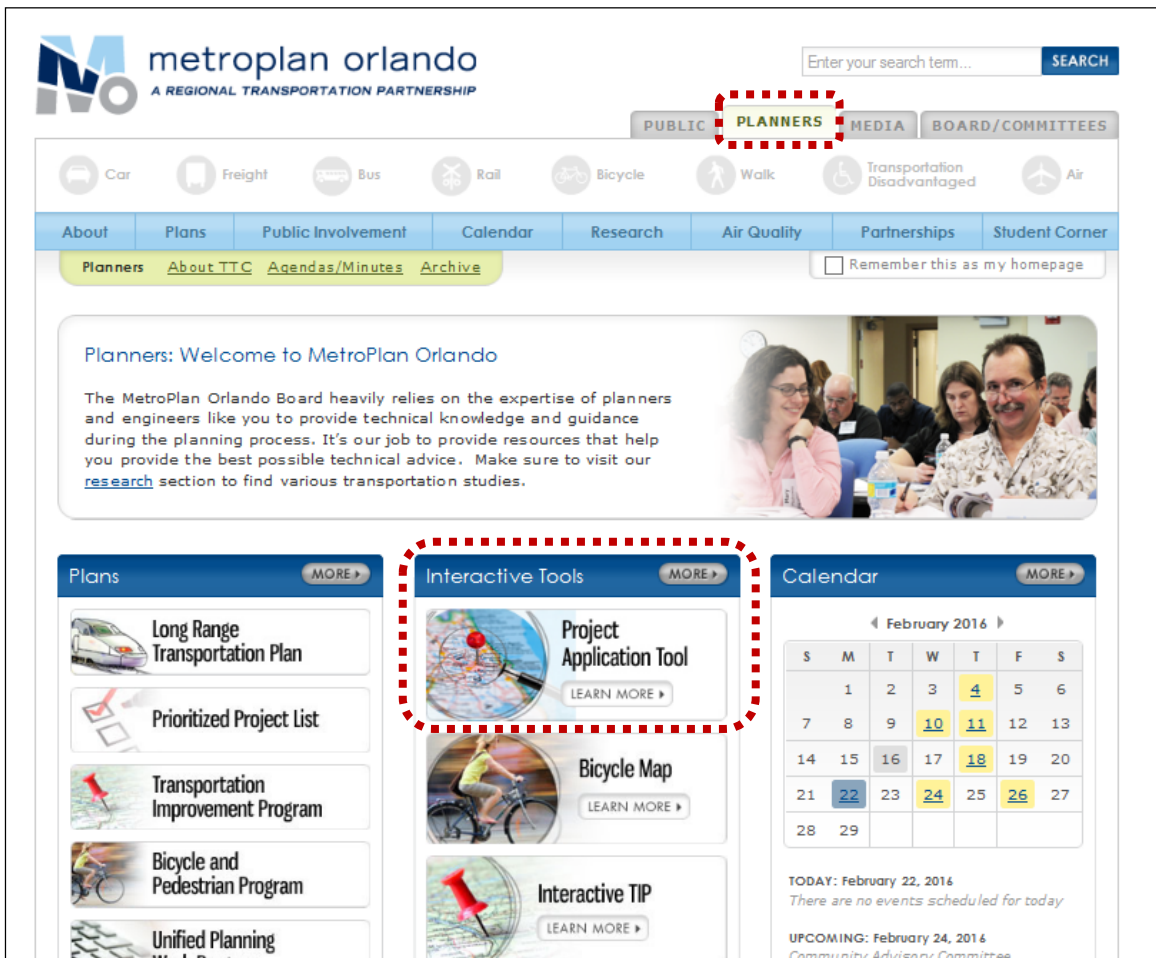 metroplan orlando
A REGIONAL TRANSPORTATION PARTNERSHIP
Enter your search term...
SEARCH
PUBLIC PLANNERS MEDIA BOARD/COMMITTEES
Car Freight Bus Rail Bicycle Walk Transportation Disadvantaged Air
About Plans Public Involvement Calendar Research Air Quality Partnerships Student Corner
Planners About TTC Agendas/Minutes Archive
Remember this as my homepage
Planners: Welcome to MetroPlan Orlando
The MetroPlan Orlando Board heavily relies on the expertise of planners
and engineers like you to provide technical knowledge and guidance
during the planning process. It's our job to provide resources that help
you provide the best possible technical advice. Make sure to visit our
research section to find various transportation studies.
Plans MORE
Long Range
Transportation Plan
Prioritized Project List
Transportation
Improvement Program
Bicycle and
Pedestrian Program
Unified Planning
Interactive Tools MORE
Project
Application Tool
LEARN MORE
Bicycle Map
LEARN MORE
Interactive TIP
LEARN MORE
Calendar MORE
February 2016
S M T W T F S
1 2 3 4 5 6
7 8 9 10 11 12 13
14 15 16 17 18 19 20
21 22 23 24 25 26 27
28 29
TODAY: February 22, 2016
There are no events scheduled for today
UPCOMING: February 24, 2016
Community Advisory Committee